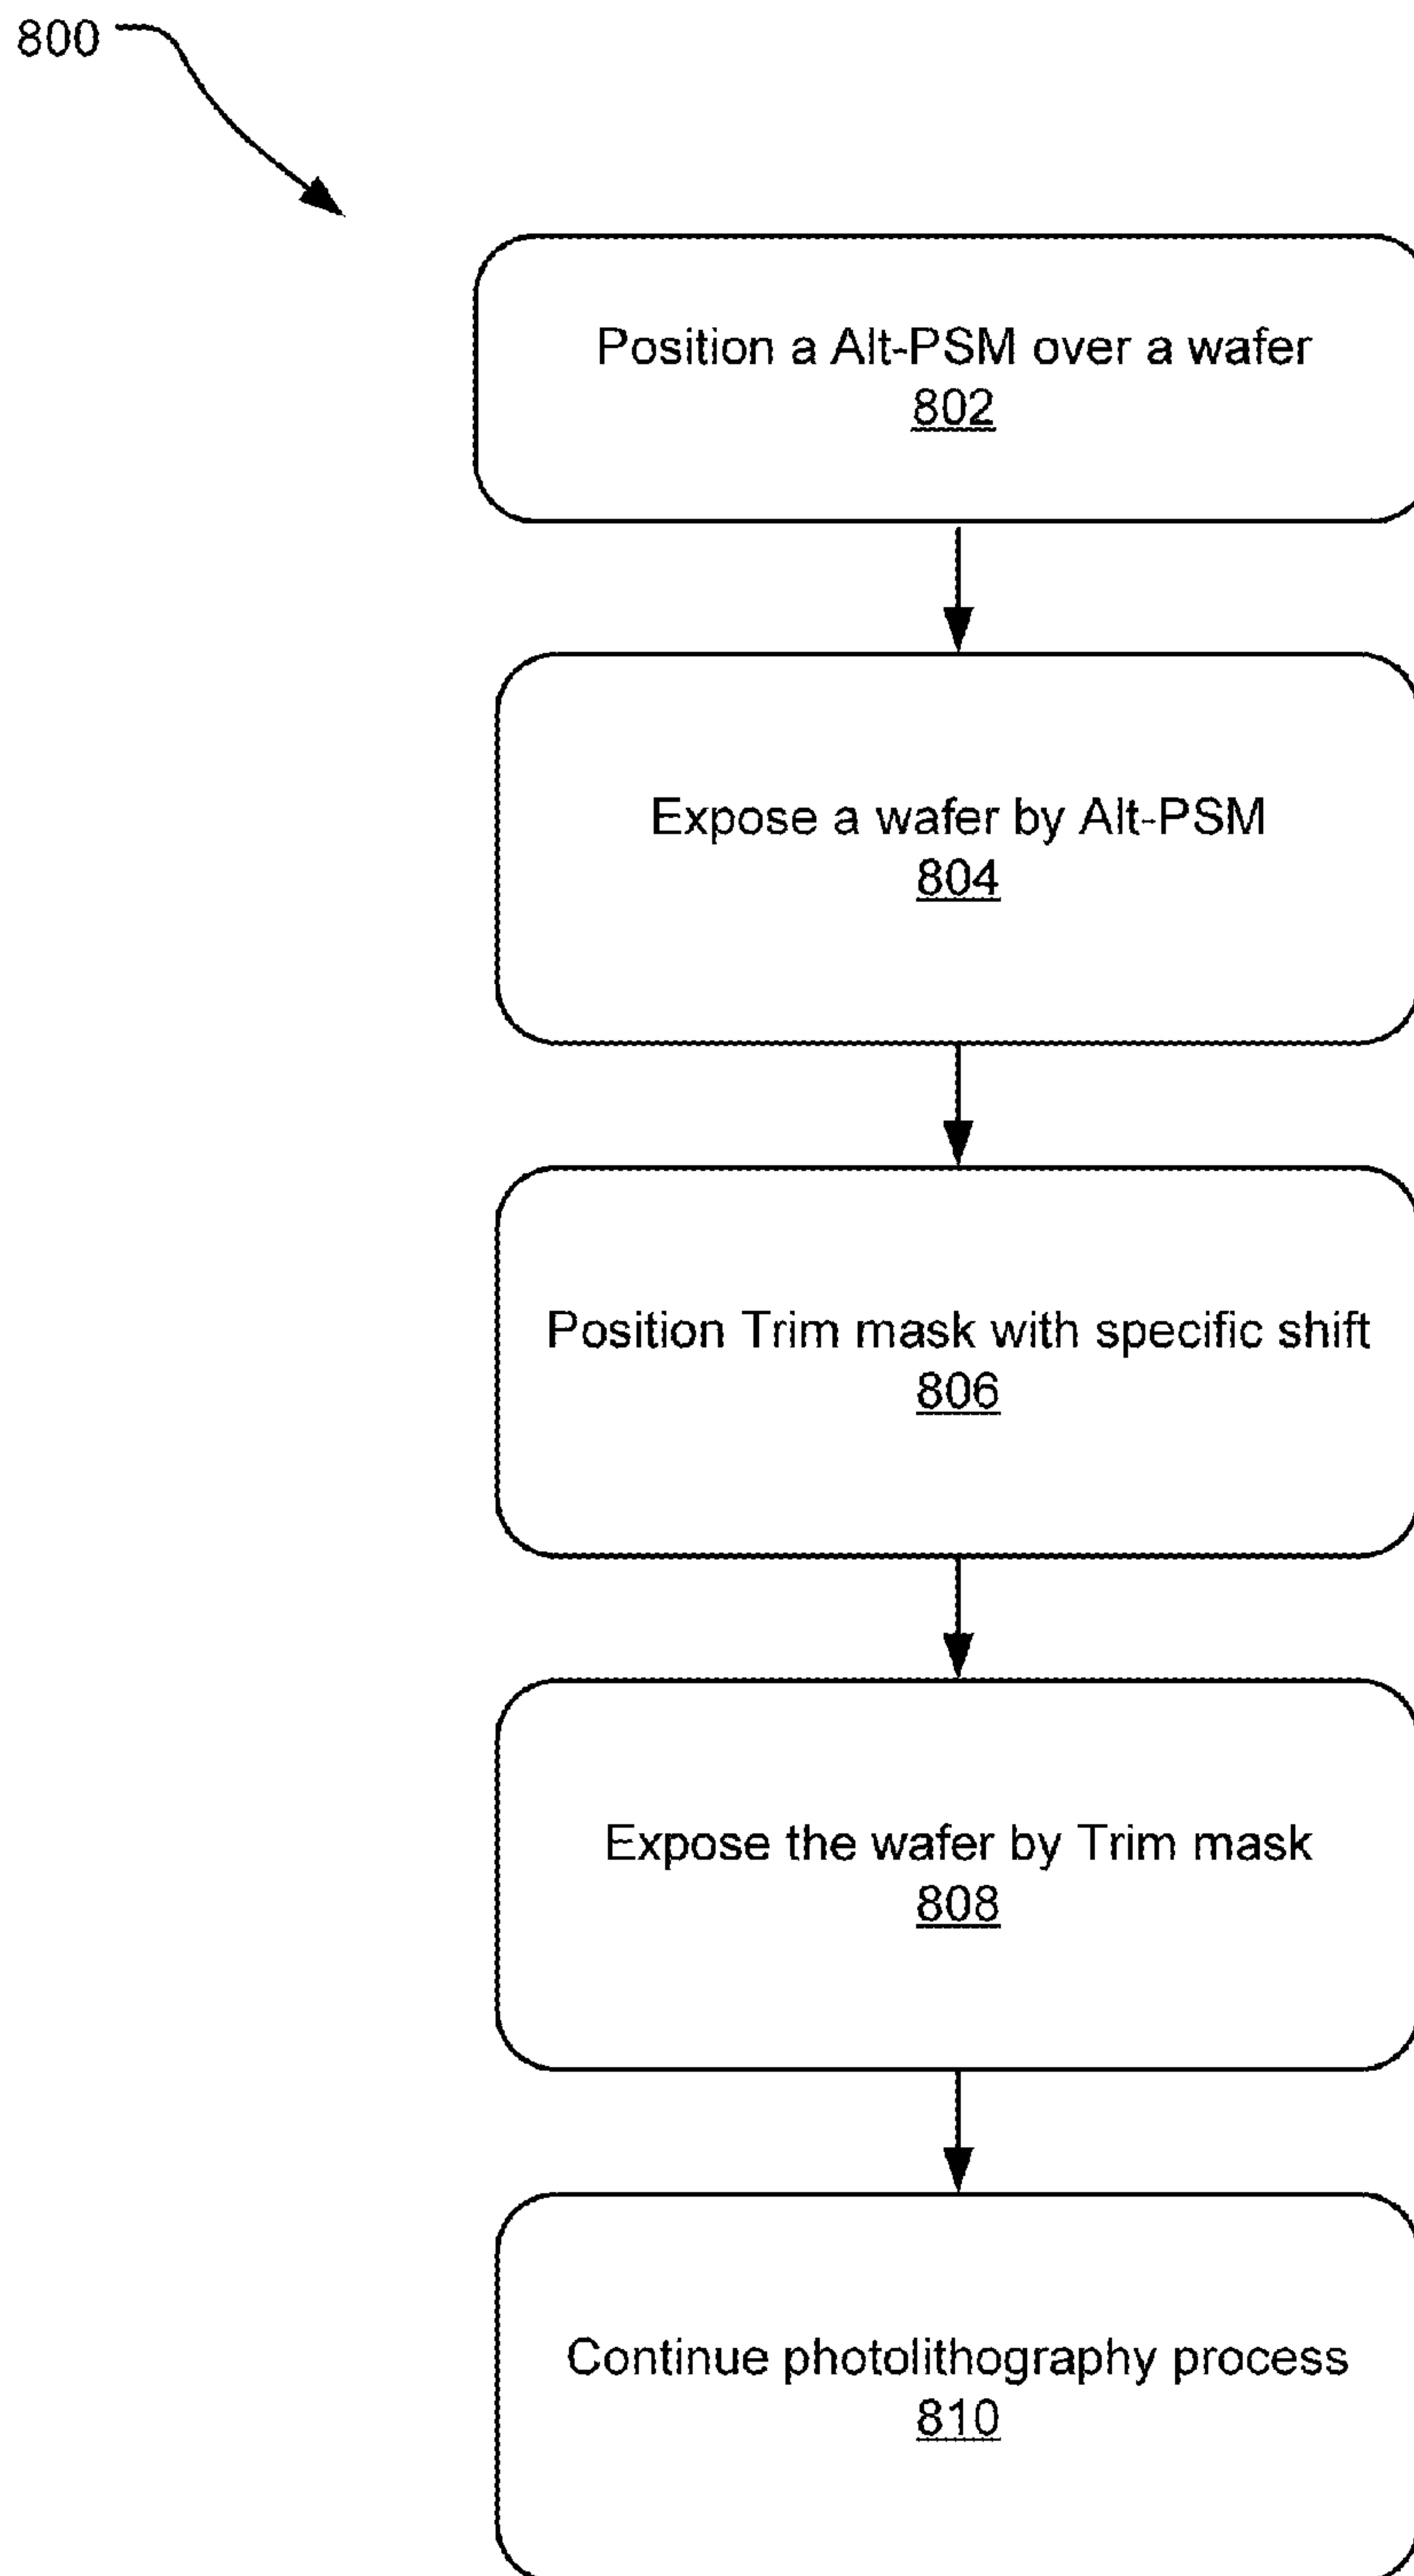 800
Position a Alt-PSM over a wafer
802
Expose a wafer by Alt-PSM
804
Position Trim mask with specific shift
806
Expose the wafer by Trim mask
808
Continue photolithography process
810